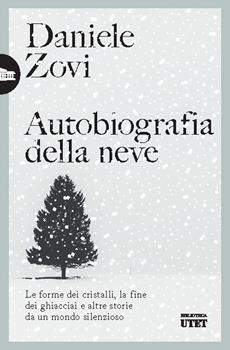 Daniele
Zovi
Autobiografia
della neve
Le forme dei cristalli, la fine
dei ghiacciai e altre storie
da un mondo silenzioso
BIBLIOTECA
UTET